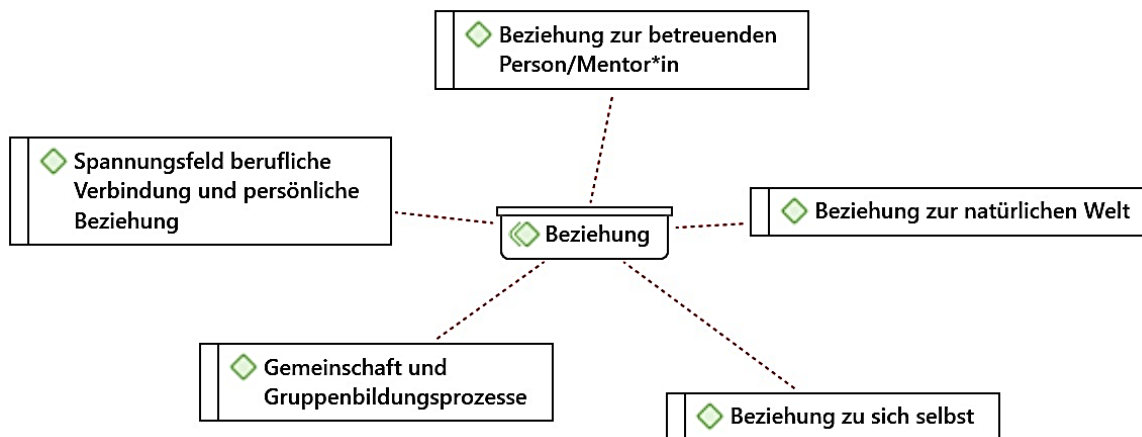 Beziehung zur betreuenden
Person/Mentor*in
Spannungsfeld berufliche
Verbindung und persönliche
Beziehung
Beziehung zur natürlichen Welt
Beziehung
Gemeinschaft und
Gruppenbildungsprozesse
Beziehung zu sich selbst